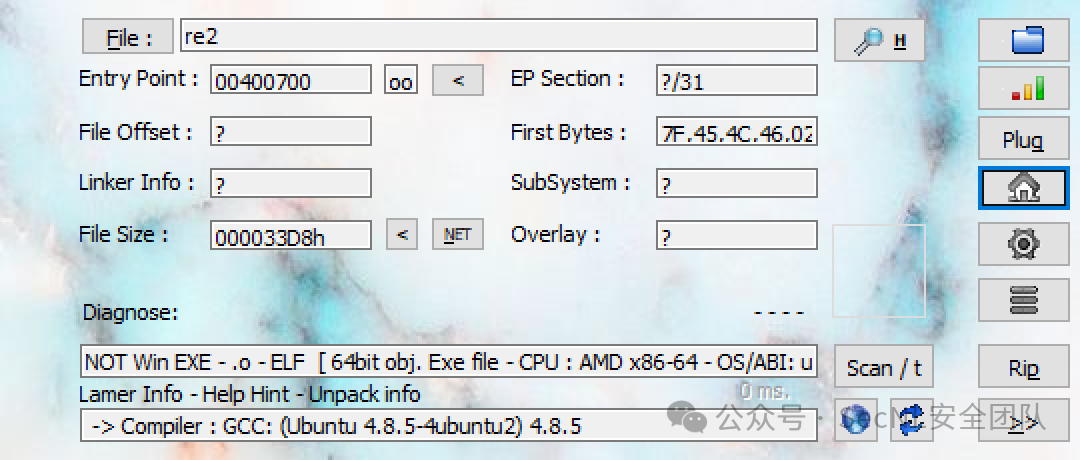 File : re2 H
Entry Point : 00400700 oo < EP Section : ?/31
File Offset : ? First Bytes : 7F.45.4C.46.02 Plug
Linker Info : ? SubSystem : ?
File Size : 000033D8h < NET Overlay : ?
Diagnose: ----
NOT Win EXE - .o - ELF [ 64bit obj. Exe file - CPU : AMD x86-64 - OS/ABI: u Scan / t Rip
Lamer Info - Help Hint - Unpack info 0 ms.
-> Compiler : GCC: (Ubuntu 4.8.5-4ubuntu2) 4.8.5 >>
公众号 · 安全团队